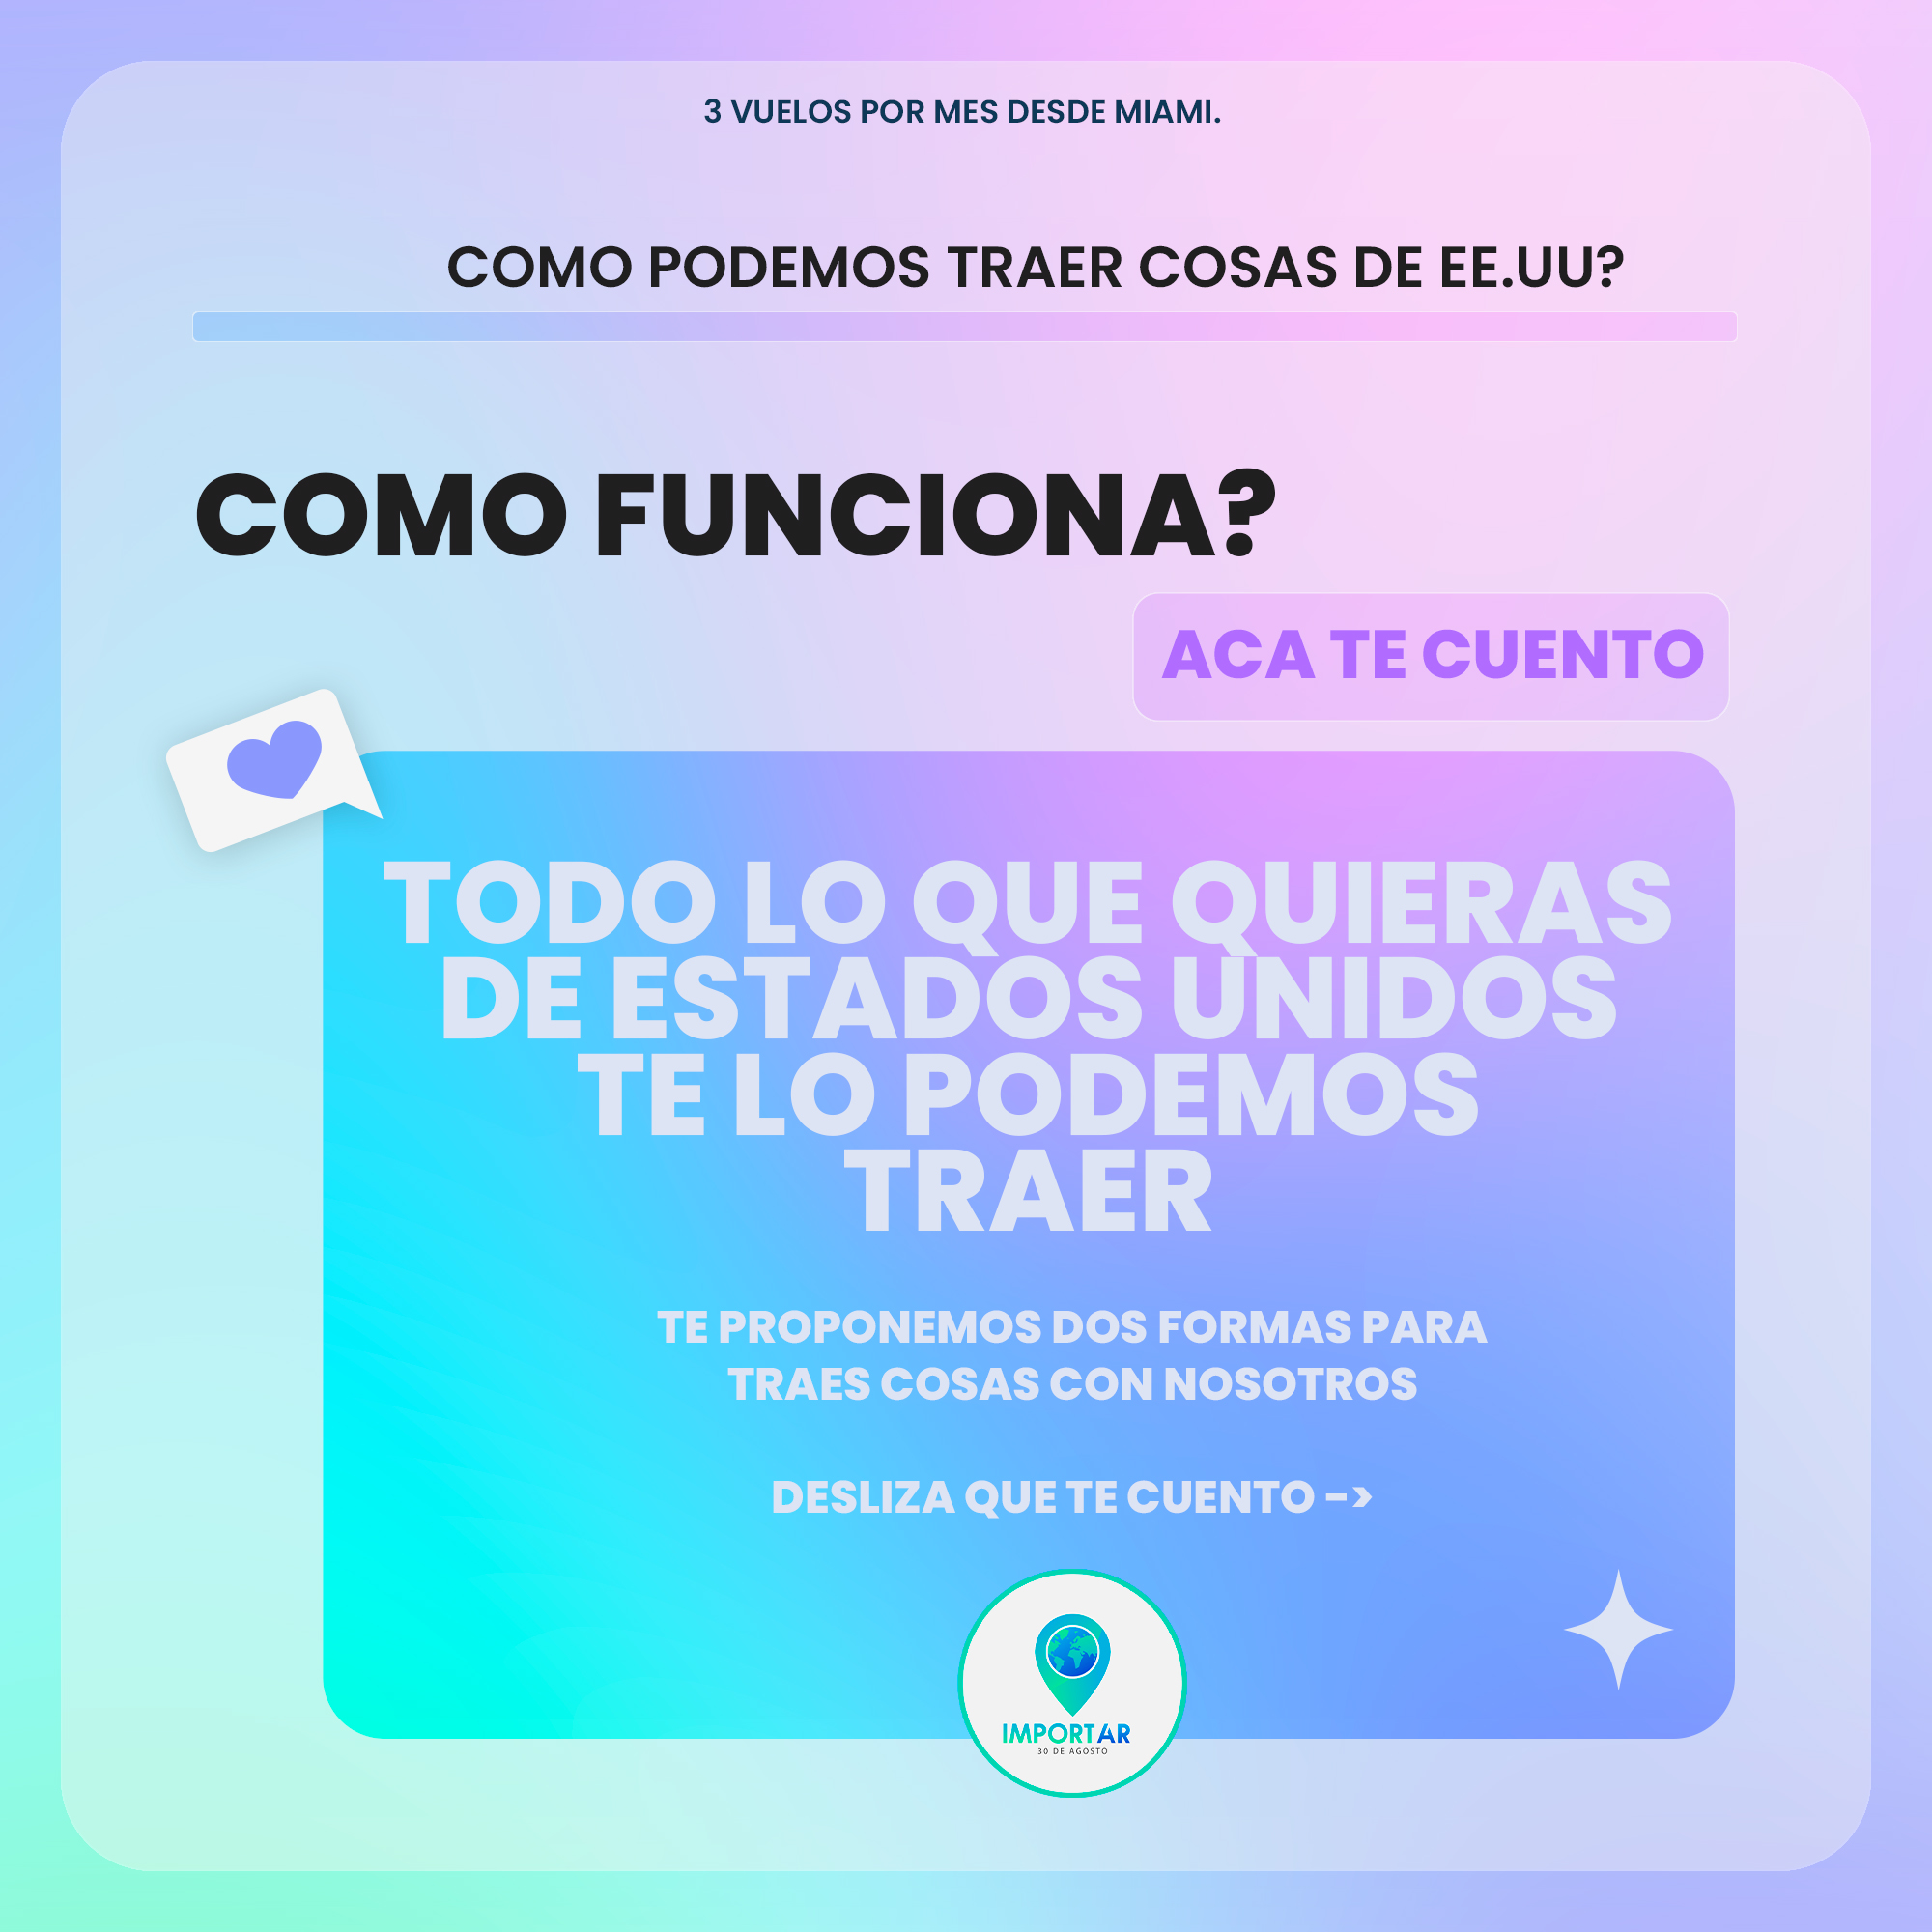 3 VUELOS POR MES DESDE MIAMI.
COMO PODEMOS TRAER COSAS DE EE.UU?
COMO FUNCIONA?
ACA TE CUENTO
TODO LO QUE QUIERAS
DE ESTADOS UNIDOS
TE LO PODEMOS
TRAER
TE PROPONEMOS DOS FORMAS PARA
TRAES COSAS CON NOSOTROS
DESLIZA QUE TE CUENTO ->
IMPORTAR
30 DE AGOSTO